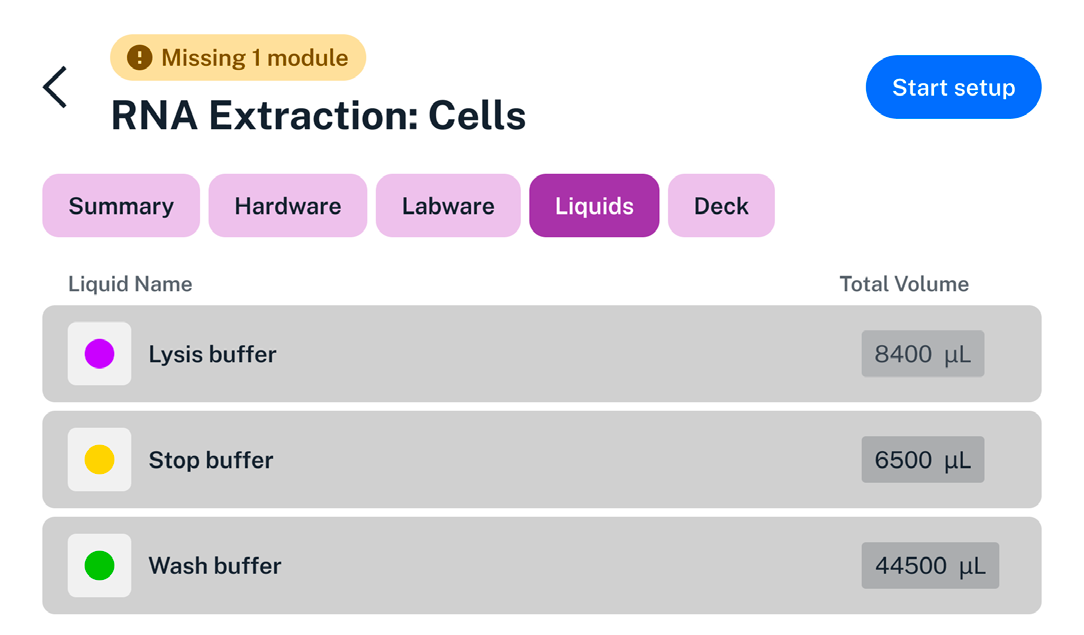 Missing 1 module
RNA Extraction: Cells
Start setup
Summary Hardware Labware Liquids Deck
Liquid Name Total Volume
Lysis buffer 8400 µL
Stop buffer 6500 µL
Wash buffer 44500 µL